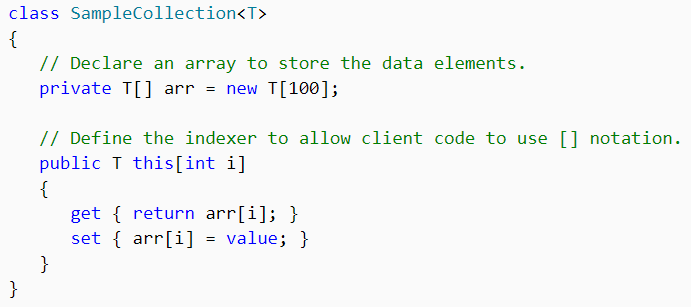 class SampleCollection<T>
{
   // Declare an array to store the data elements.
   private T[] arr = new T[100];

   // Define the indexer to allow client code to use [] notation.
   public T this[int i]
   {
      get { return arr[i]; }
      set { arr[i] = value; }
   }
}